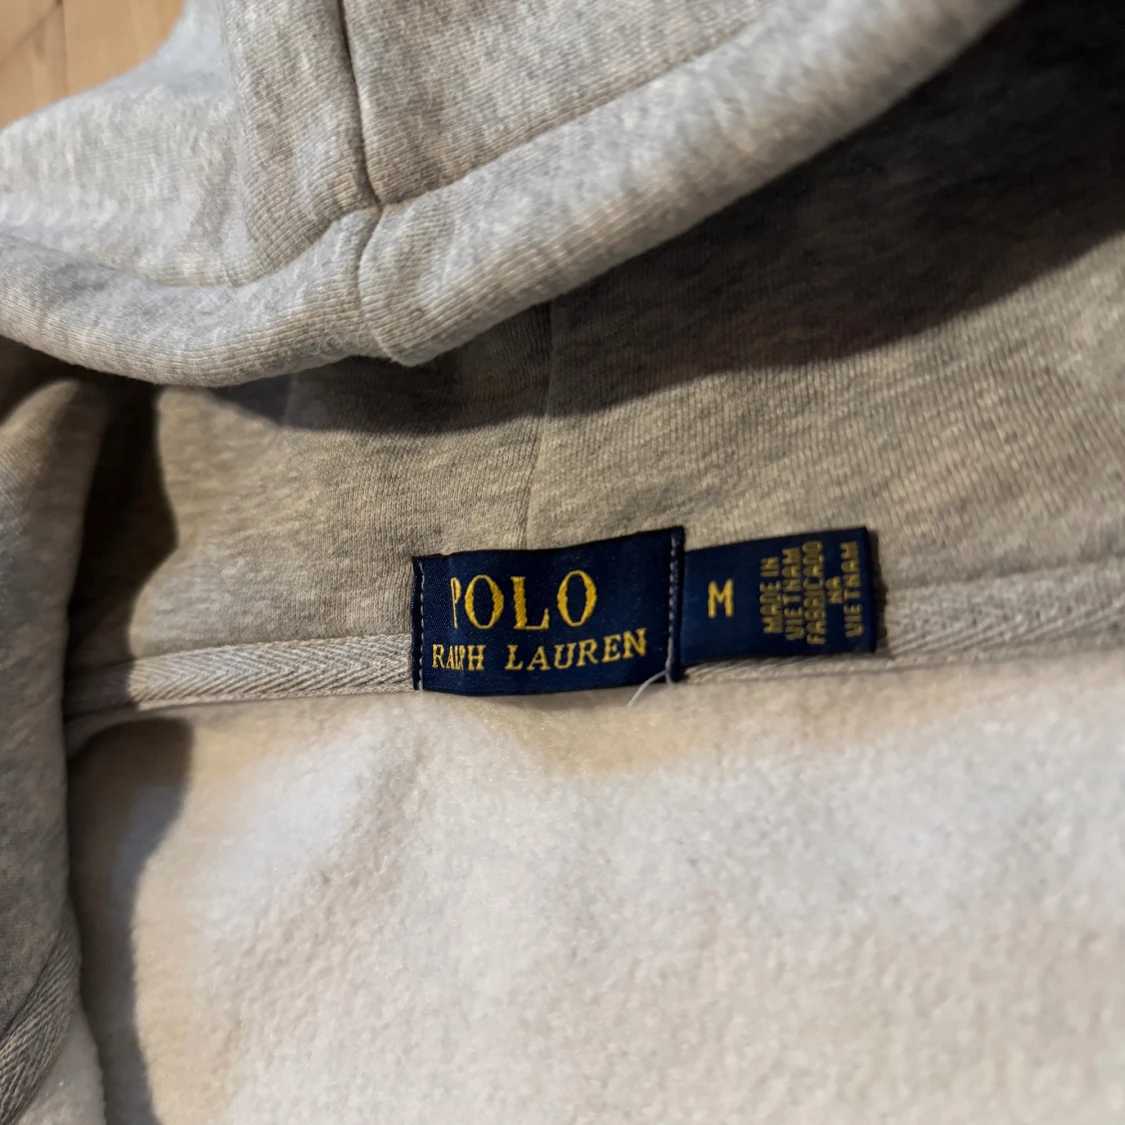 POLO
RALPH LAUREN
M
MADE IN
VIETNAM
FABRICADO
NA
VIETNAM